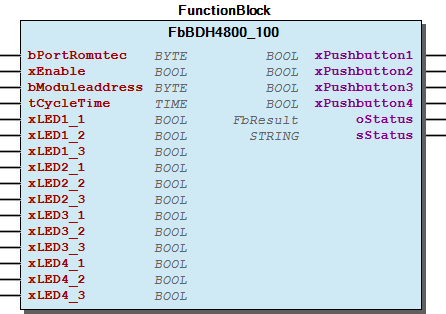 FunctionBlock
FbBDH4800_100
bPortRomutec BYTE BOOL xPushbutton1
xEnable BOOL BOOL xPushbutton2
bModuleaddress BYTE BOOL xPushbutton3
tCycleTime TIME BOOL xPushbutton4
xLED1_1 BOOL FbResult oStatus
xLED1_2 BOOL STRING sStatus
xLED1_3 BOOL
xLED2_1 BOOL
xLED2_2 BOOL
xLED2_3 BOOL
xLED3_1 BOOL
xLED3_2 BOOL
xLED3_3 BOOL
xLED4_1 BOOL
xLED4_2 BOOL
xLED4_3 BOOL